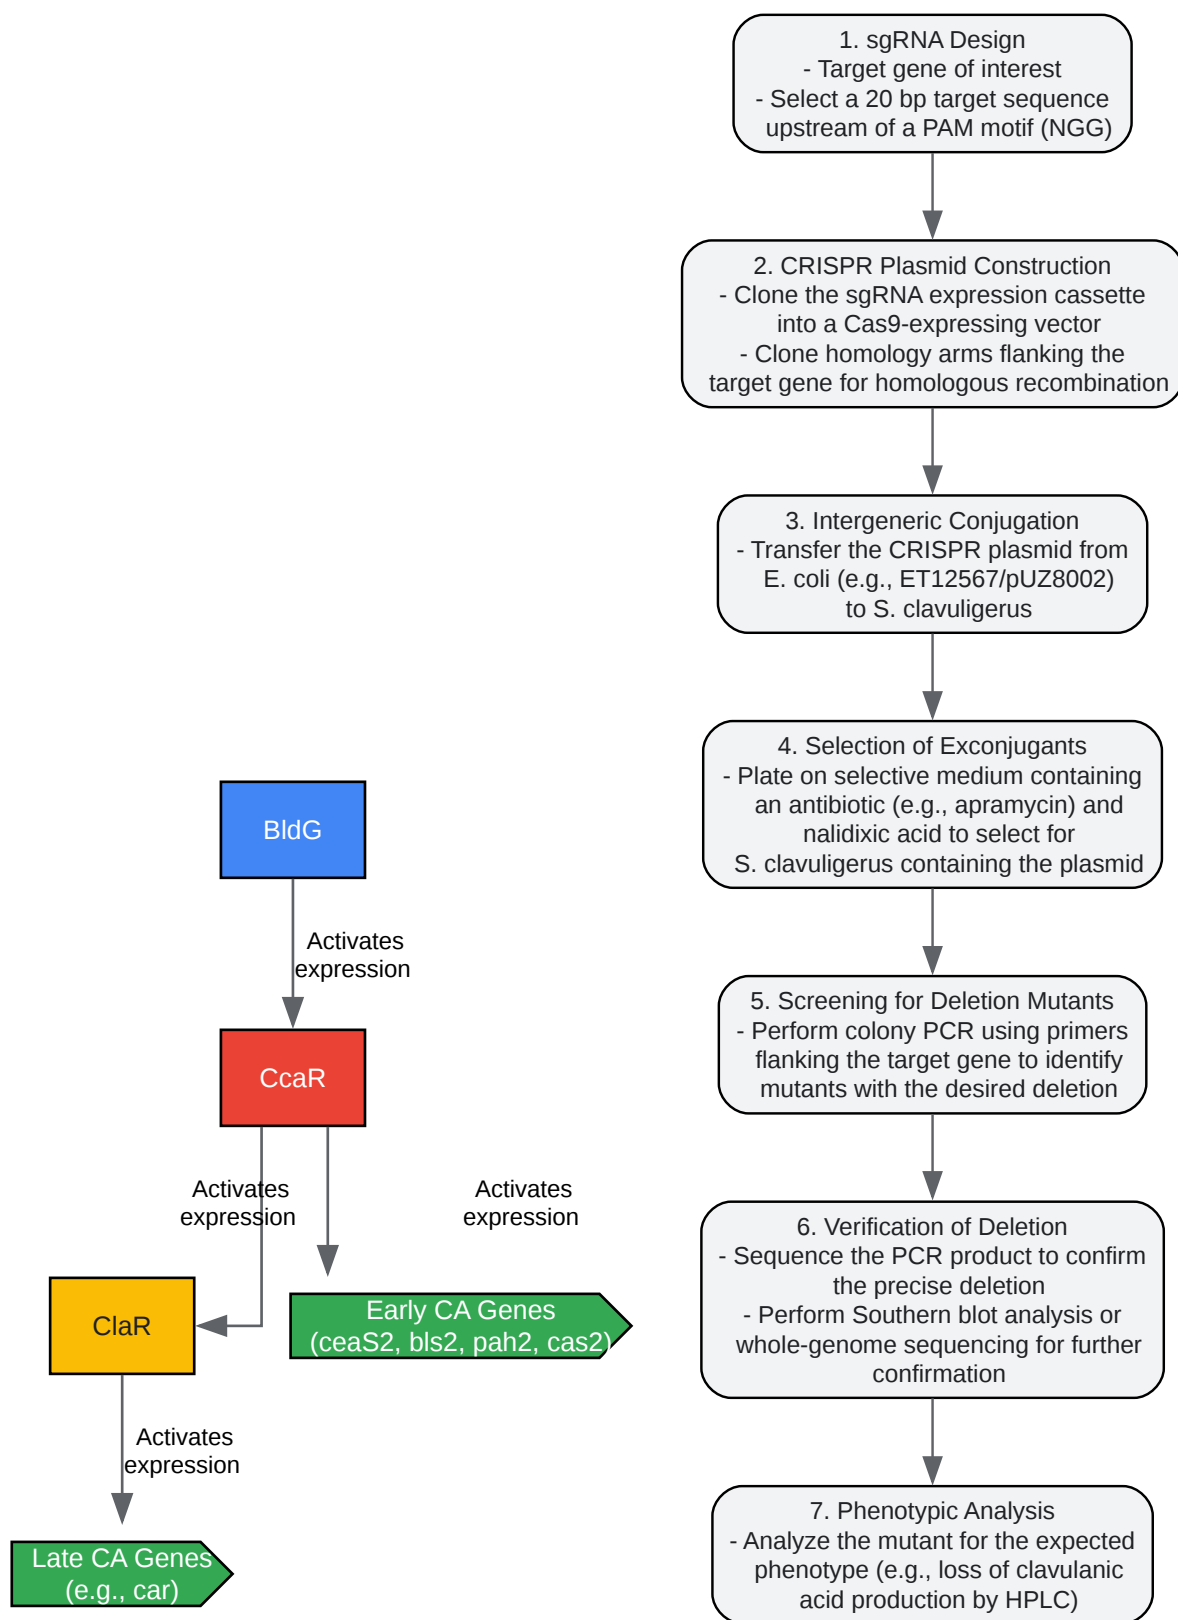 BldG
Activates
expression
CcaR
Activates
expression
Activates
expression
ClaR
Early CA Genes
(ceaS2, bls2, pah2, cas2)
Activates
expression
Late CA Genes
(e.g., car)
1. sgRNA Design
- Target gene of interest
- Select a 20 bp target sequence
upstream of a PAM motif (NGG)
2. CRISPR Plasmid Construction
- Clone the sgRNA expression cassette
into a Cas9-expressing vector
- Clone homology arms flanking the
target gene for homologous recombination
3. Intergeneric Conjugation
- Transfer the CRISPR plasmid from
E. coli (e.g., ET12567/pUZ8002)
to S. clavuligerus
4. Selection of Exconjugants
- Plate on selective medium containing
an antibiotic (e.g., apramycin) and
nalidixic acid to select for
S. clavuligerus containing the plasmid
5. Screening for Deletion Mutants
- Perform colony PCR using primers
flanking the target gene to identify
mutants with the desired deletion
6. Verification of Deletion
- Sequence the PCR product to confirm
the precise deletion
- Perform Southern blot analysis or
whole-genome sequencing for further
confirmation
7. Phenotypic Analysis
- Analyze the mutant for the expected
phenotype (e.g., loss of clavulanic
acid production by HPLC)